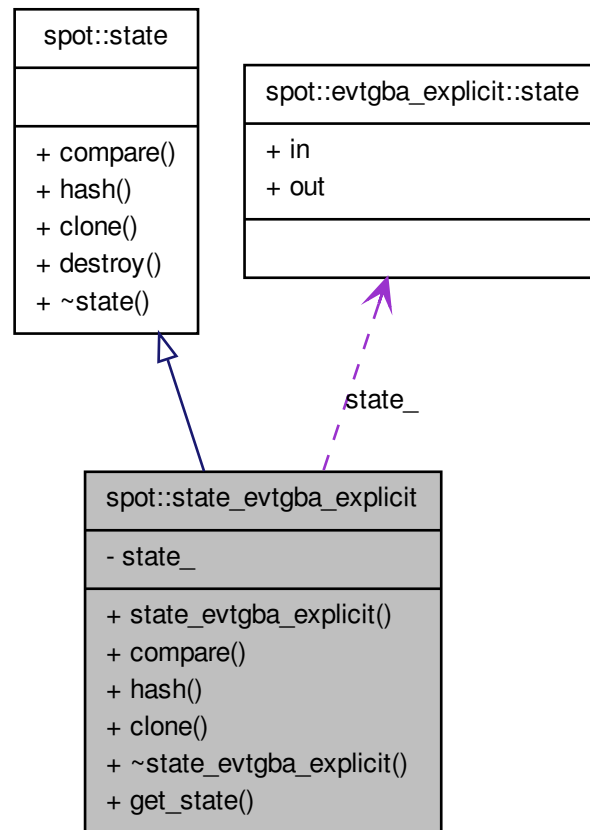 spot::state
+ compare()
+ hash()
+ clone()
+ destroy()
+ ~state()
spot::evtgba_explicit::state
+ in
+ out
state_
spot::state_evtgba_explicit
- state_
+ state_evtgba_explicit()
+ compare()
+ hash()
+ clone()
+ ~state_evtgba_explicit()
+ get_state()